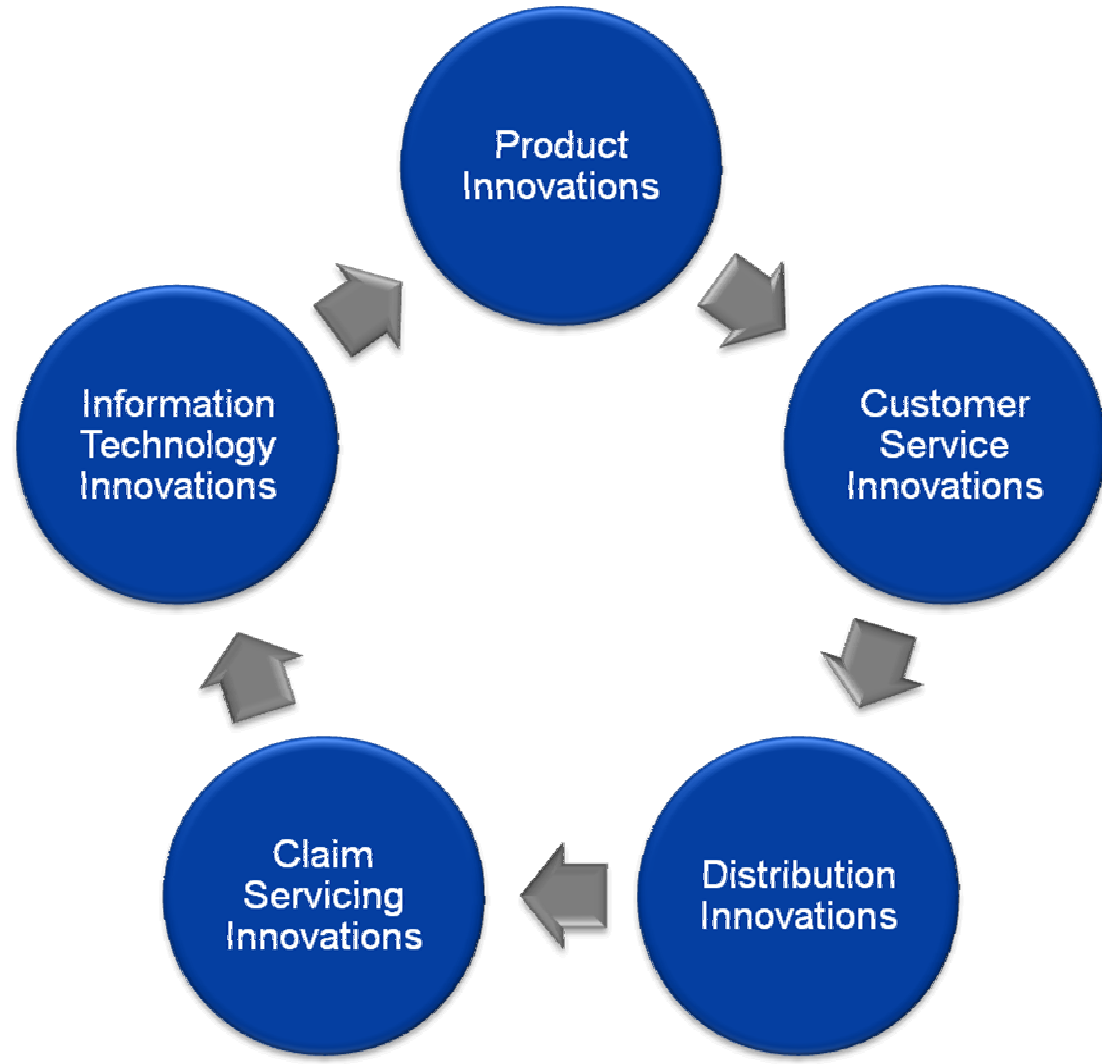 Product
Innovations
Customer
Service
Innovations
Distribution
Innovations
Claim
Servicing
Innovations
Information
Technology
Innovations